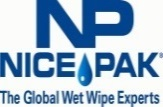 NP
NICE PAK®
The Global Wet Wipe Experts